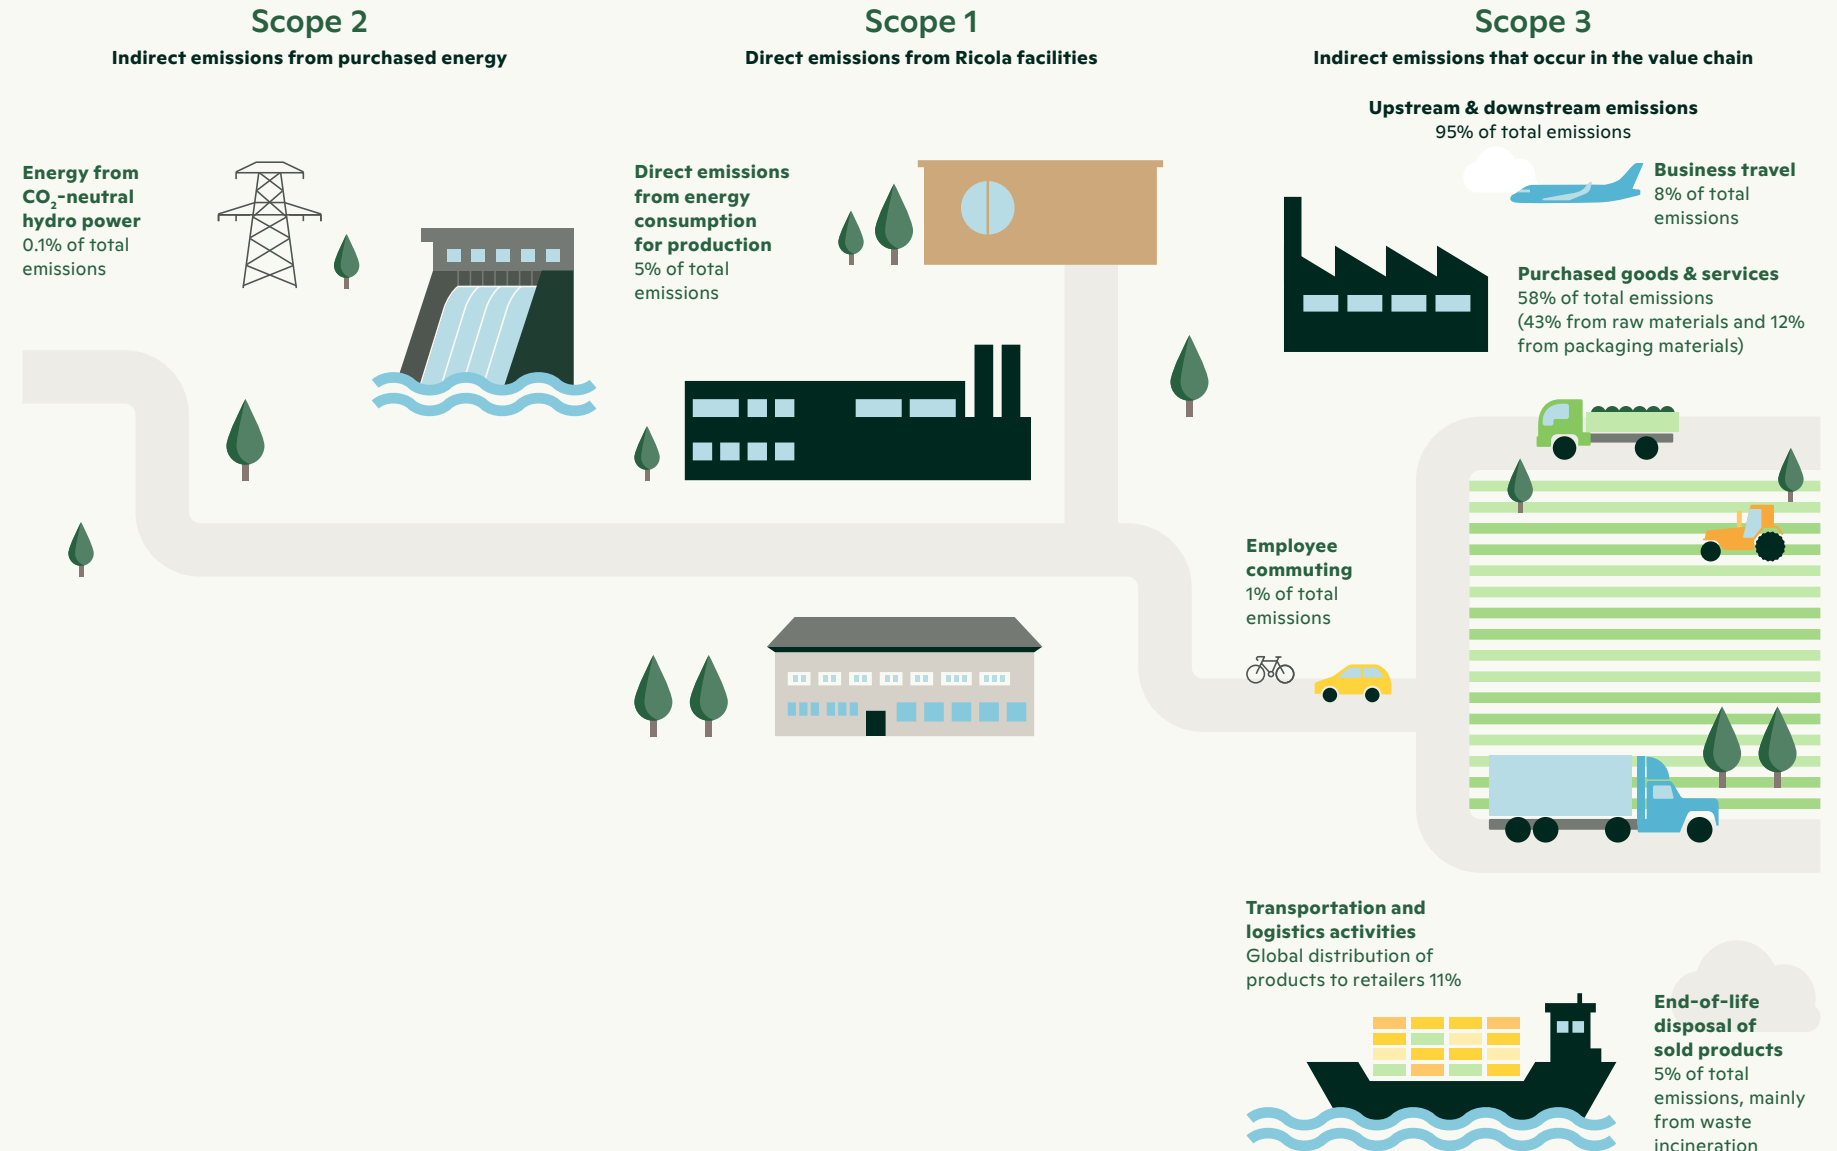 Scope 2
Indirect emissions from purchased energy
Energy from
CO₂-neutral
hydro power
0.1% of total
emissions
Scope 1
Direct emissions from Ricola facilities
Direct emissions
from energy
consumption
for production
5% of total
emissions
Scope 3
Indirect emissions that occur in the value chain
Upstream & downstream emissions
95% of total emissions
Business travel
8% of total
emissions
Purchased goods & services
58% of total emissions
(43% from raw materials and 12%
from packaging materials)
Employee
commuting
1% of total
emissions
Transportation and
logistics activities
Global distribution of
products to retailers 11%
End-of-life
disposal of
sold products
5% of total
emissions, mainly
from waste
incineration